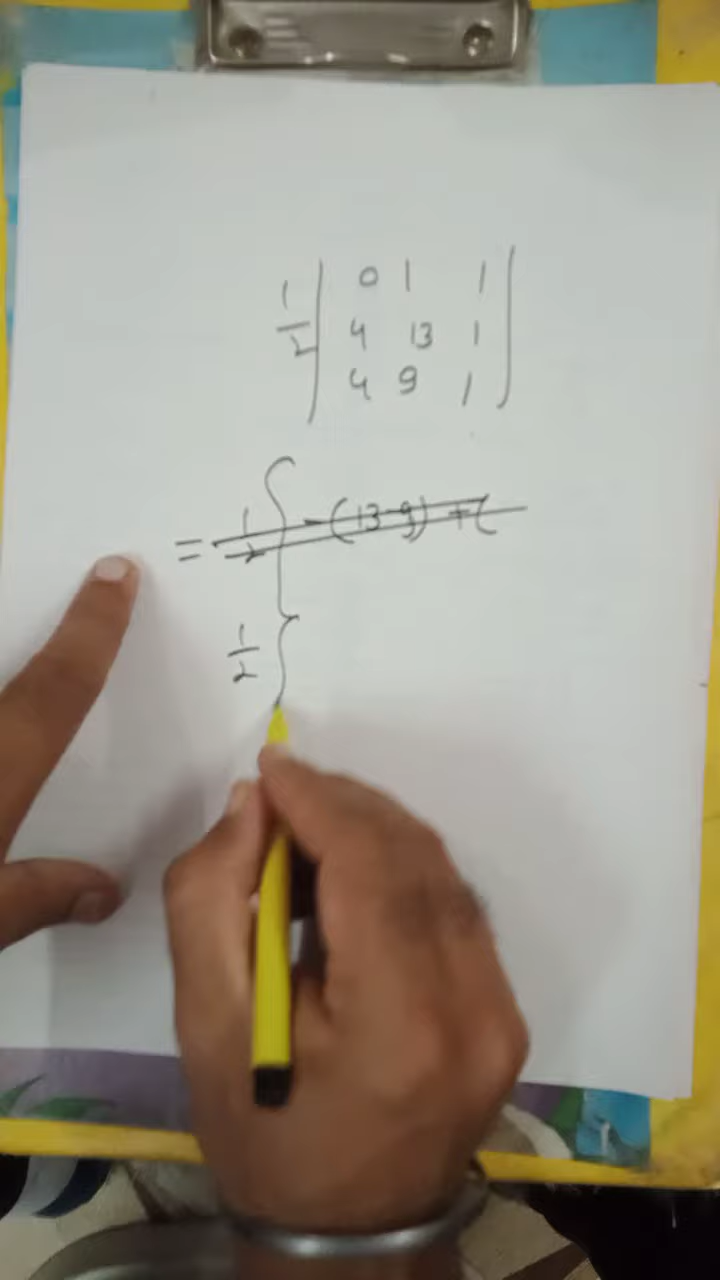 1/2 | 0 1 1 |
| 4 13 1 |
| 4 9 1 |
= 1/2 { - (13-9) + (
1/2 {